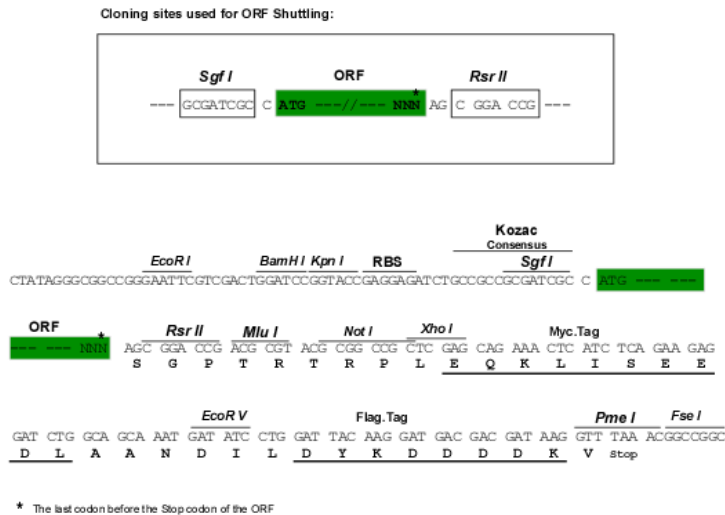 Cloning sites used for ORF Shuttling:
Sgf I ORF Rsr II
*
--- GCGATCGC C ATG ---//--- NNN AG C GGA CCG ---
Kozac
Consensus
EcoR I BamH I Kpn I RBS Sgf I
CTATAGGGCGGCCGGGAATTCGTCGACTGGATCCGGTACCGAGGAGATCTGCCGCCGCGATCGC C ATG --- ---
ORF
* Rsr II Mlu I Not I Xho I Myc.Tag
--- --- NNN AGC GGA CCG ACG CGT ACG CGG CCG CTC GAG CAG AAA CTC ATC TCA GAA GAG
S G P T R T R P L E Q K L I S E E
EcoR V Flag.Tag Pme I Fse I
GAT CTG GCA GCA AAT GAT ATC CTG GAT TAC AAG GAT GAC GAC GAT AAG GTT TAA ACGGCCGGC
D L A A N D I L D Y K D D D D K V Stop
* The last codon before the Stop codon of the ORF